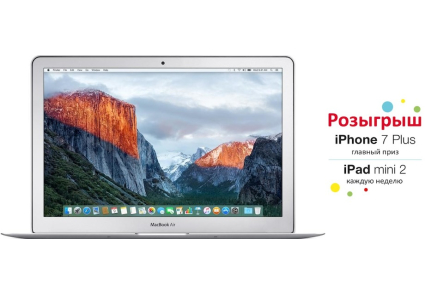 Розыгрыш
iPhone 7 Plus
главный приз
iPad mini 2
каждую неделю
MacBook Air